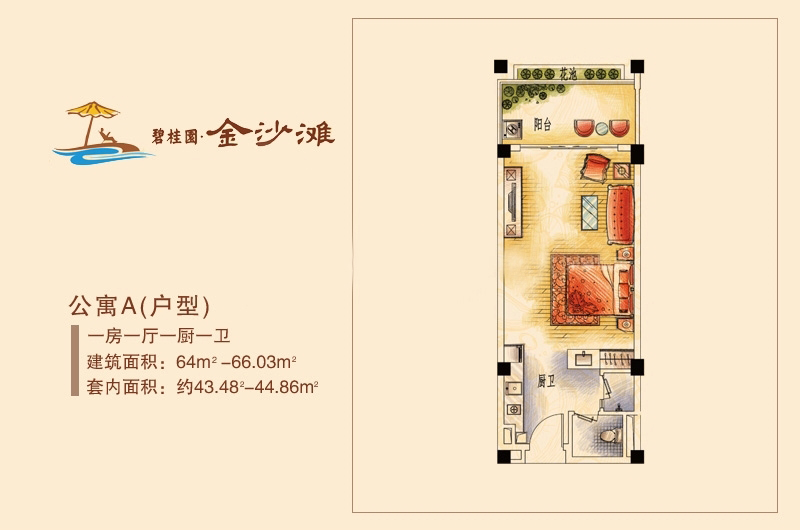 碧桂园·金沙滩
公寓A(户型)
一房一厅一厨一卫
建筑面积：64m²-66.03m²
套内面积：约43.48²-44.86m²
花池
阳台
厨卫